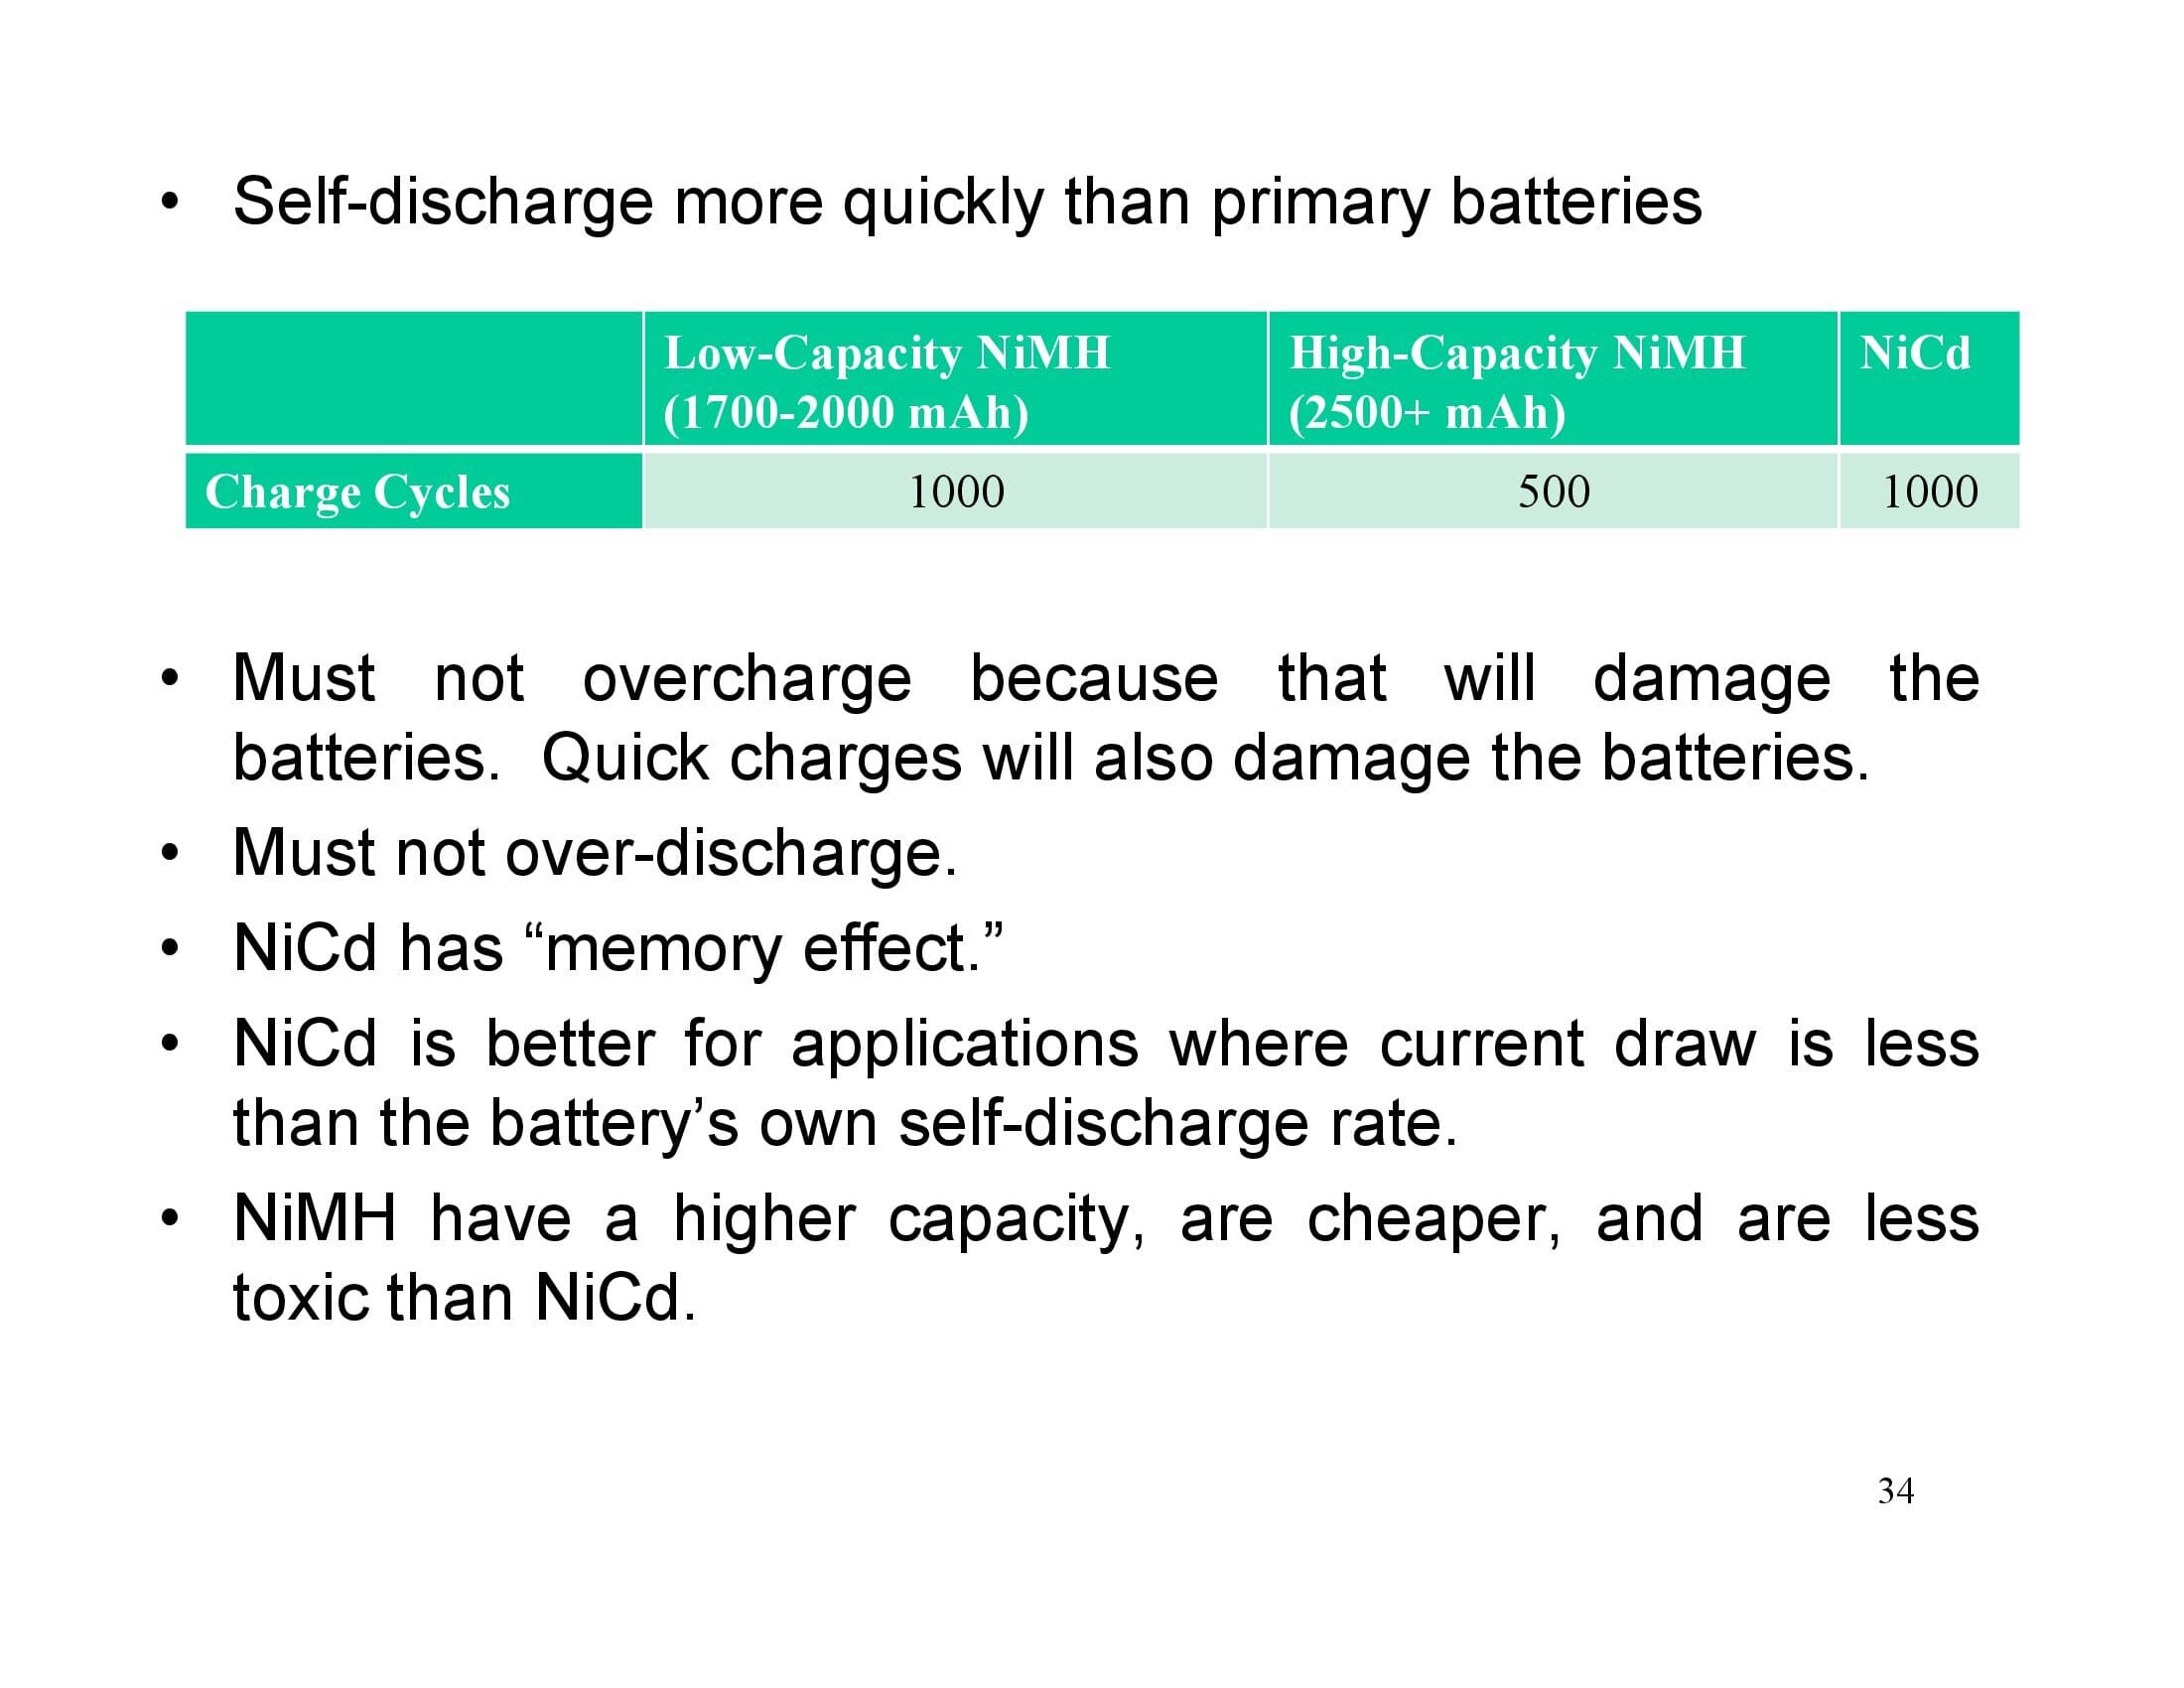 • Self-discharge more quickly than primary batteries
Low-Capacity NiMH High-Capacity NiMH NiCd
(1700-2000 mAh) (2500+ mAh)
Charge Cycles 1000 500 1000
• Must not overcharge because that will damage the
batteries. Quick charges will also damage the batteries.
• Must not over-discharge.
• NiCd has “memory effect.”
• NiCd is better for applications where current draw is less
than the battery’s own self-discharge rate.
• NiMH have a higher capacity, are cheaper, and are less
toxic than NiCd.
34